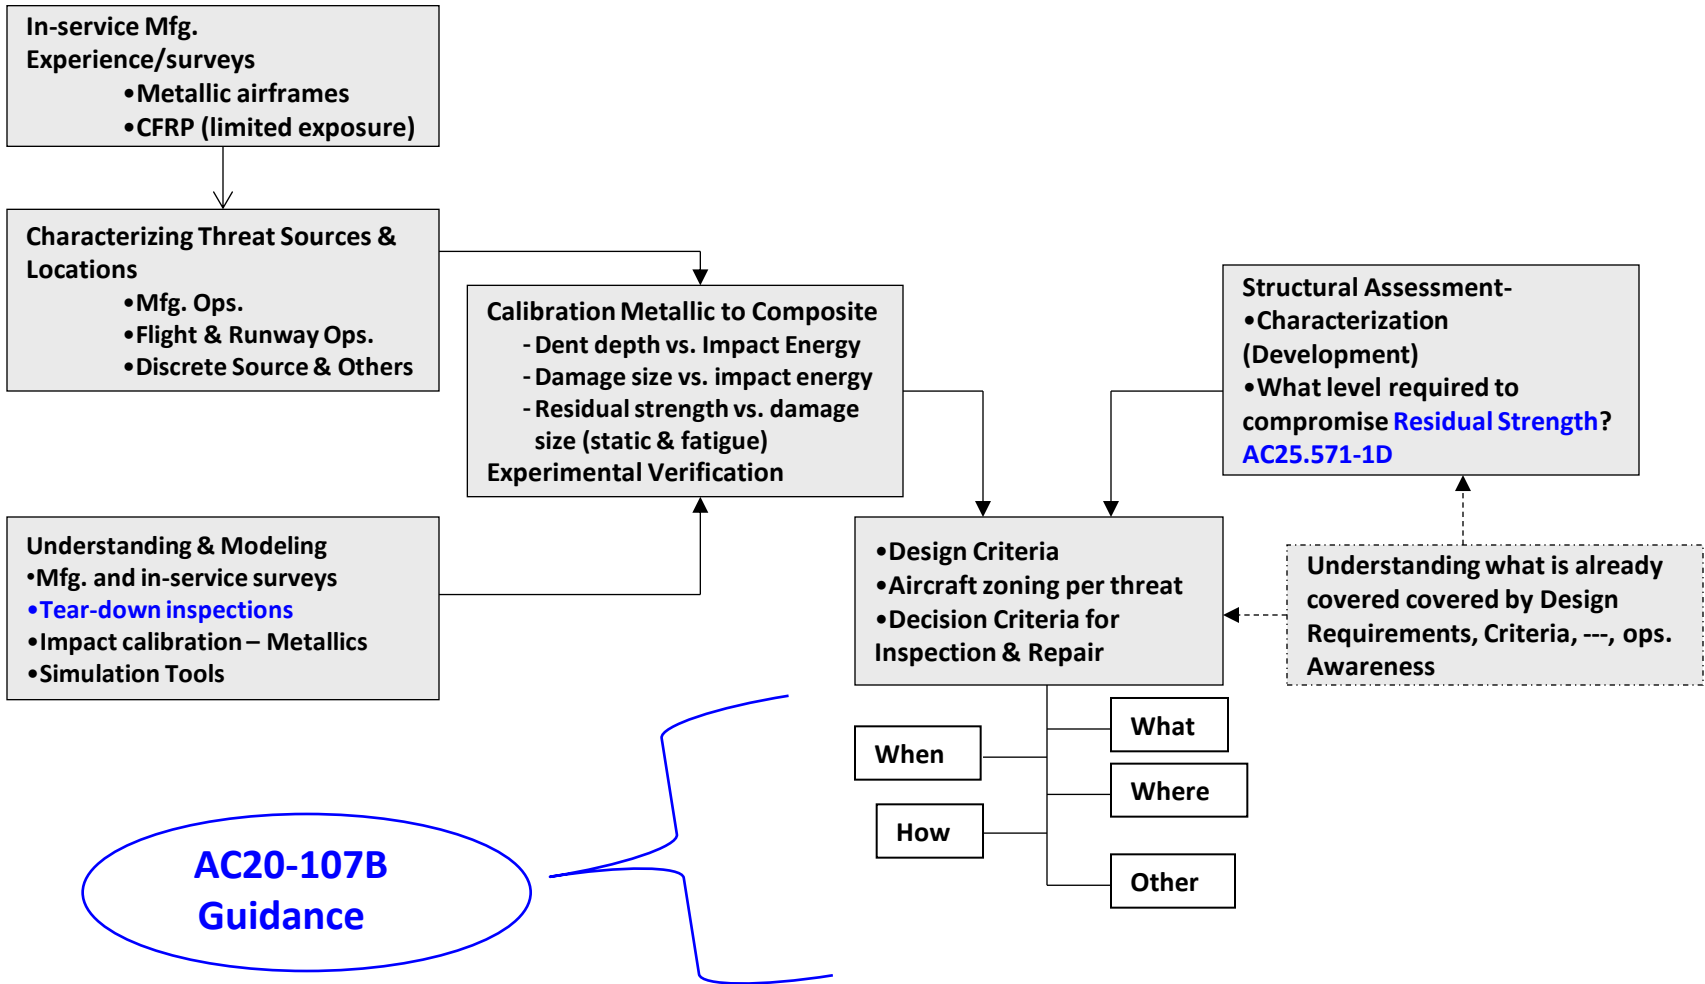 In-service Mfg.
Experience/surveys
•Metallic airframes
•CFRP (limited exposure)
Characterizing Threat Sources &
Locations
•Mfg. Ops.
•Flight & Runway Ops.
•Discrete Source & Others
Understanding & Modeling
•Mfg. and in-service surveys
•Tear-down inspections
•Impact calibration – Metallics
•Simulation Tools
Calibration Metallic to Composite
- Dent depth vs. Impact Energy
- Damage size vs. impact energy
- Residual strength vs. damage
size (static & fatigue)
Experimental Verification
Structural Assessment-
•Characterization
(Development)
•What level required to
compromise Residual Strength?
AC25.571-1D
•Design Criteria
•Aircraft zoning per threat
•Decision Criteria for
Inspection & Repair
Understanding what is already
covered covered by Design
Requirements, Criteria, ---, ops.
Awareness
What
When
Where
How
Other
AC20-107B
Guidance